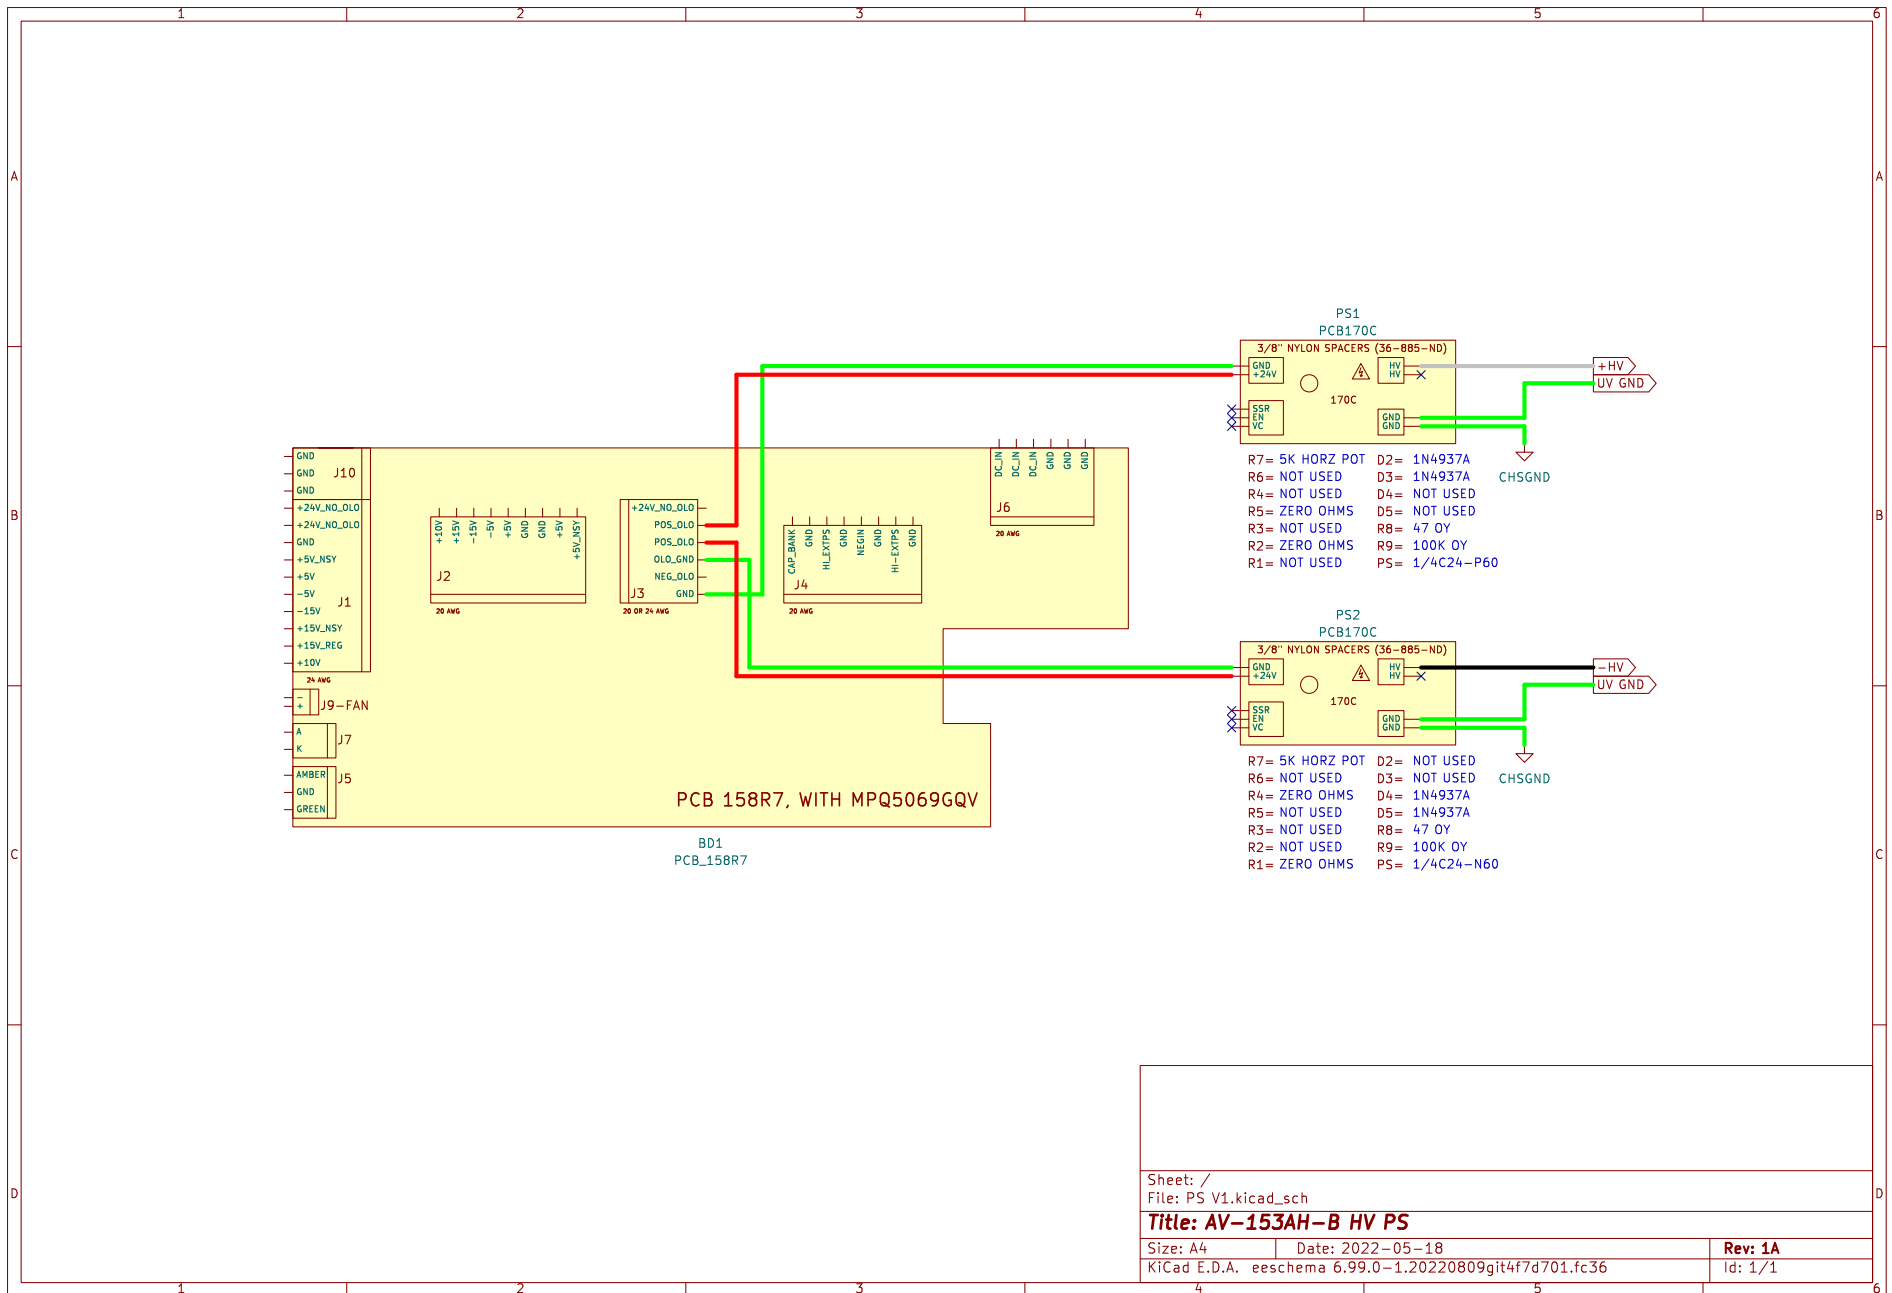 1 2 3 4 5 6
A
B
C
D
A
B
C
D
PS1
PCB170C
3/8" NYLON SPACERS (36-885-ND)
GND
+24V
SSR
EN
VC
170C
HV
HV
GND
GND
+HV
UV GND
CHSGND
R7= 5K HORZ POT D2= 1N4937A
R6= NOT USED D3= 1N4937A
R4= NOT USED D4= NOT USED
R5= ZERO OHMS D5= NOT USED
R3= NOT USED R8= 47 OY
R2= ZERO OHMS R9= 100K OY
R1= NOT USED PS= 1/4C24-P60
PS2
PCB170C
3/8" NYLON SPACERS (36-885-ND)
GND
+24V
SSR
EN
VC
170C
HV
HV
GND
GND
-HV
UV GND
CHSGND
R7= 5K HORZ POT D2= NOT USED
R6= NOT USED D3= NOT USED
R4= ZERO OHMS D4= 1N4937A
R5= NOT USED D5= 1N4937A
R3= NOT USED R8= 47 OY
R2= NOT USED R9= 100K OY
R1= ZERO OHMS PS= 1/4C24-N60
GND
GND
GND
J10
+24V_NO_OLO
+24V_NO_OLO
GND
+5V_NSY
+5V
-5V
-15V
+15V_NSY
+15V_REG
+10V
J1
24 AWG
-
+
J9-FAN
A
K
J7
AMBER
GND
GREEN
J5
+10V
+15V
-15V
-5V
+5V
GND
GND
+5V
+5V_NSY
J2
20 AWG
+24V_NO_OLO
POS_OLO
POS_OLO
OLO_GND
NEG_OLO
GND
J3
20 OR 24 AWG
CAP_BANK
GND
HI_EXTPS
GND
NEGIN
GND
HI-EXTPS
GND
J4
20 AWG
DC_IN
DC_IN
DC_IN
GND
GND
GND
J6
20 AWG
PCB 158R7, WITH MPQ5069GQV
BD1
PCB_158R7
Sheet: /
File: PS V1.kicad_sch
Title: AV-153AH-B HV PS
Size: A4 Date: 2022-05-18 Rev: 1A
KiCad E.D.A. eeschema 6.99.0-1.20220809git4f7d701.fc36 Id: 1/1
1 2 3 4 5 6